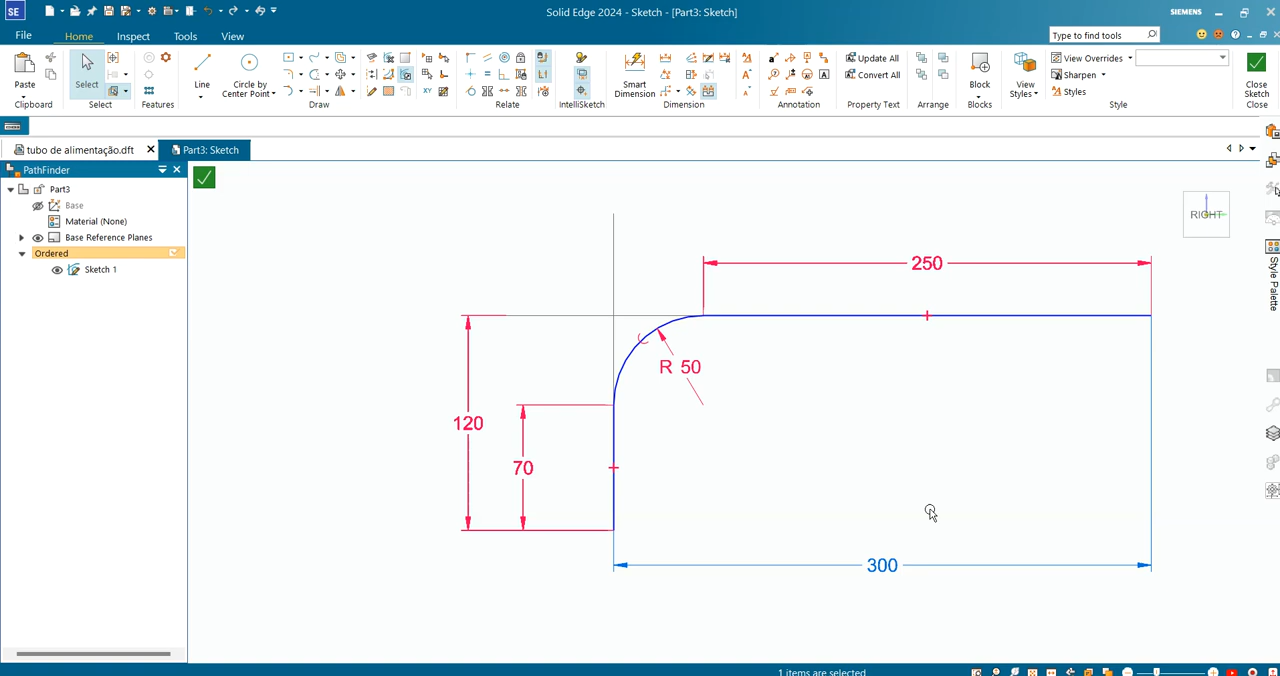 SE
Solid Edge 2024 - Sketch - [Part3: Sketch]
SIEMENS
File
Home
Inspect
Tools
View
Type to find tools
Paste
Select
Line
Circle by
Center Point
Smart
Dimension
Update All
Convert All
Block
View
Styles
View Overrides
Sharpen
Styles
Close
Sketch
Clipboard
Select
Features
Draw
Relate
IntelliSketch
Dimension
Annotation
Property Text
Arrange
Blocks
Style
Close
tubo de alimentação.dft
Part3: Sketch
PathFinder
Part3
Base
Material (None)
Base Reference Planes
Ordered
Sketch 1
RIGHT
Style Palette
250
R 50
120
70
300
1 items are selected